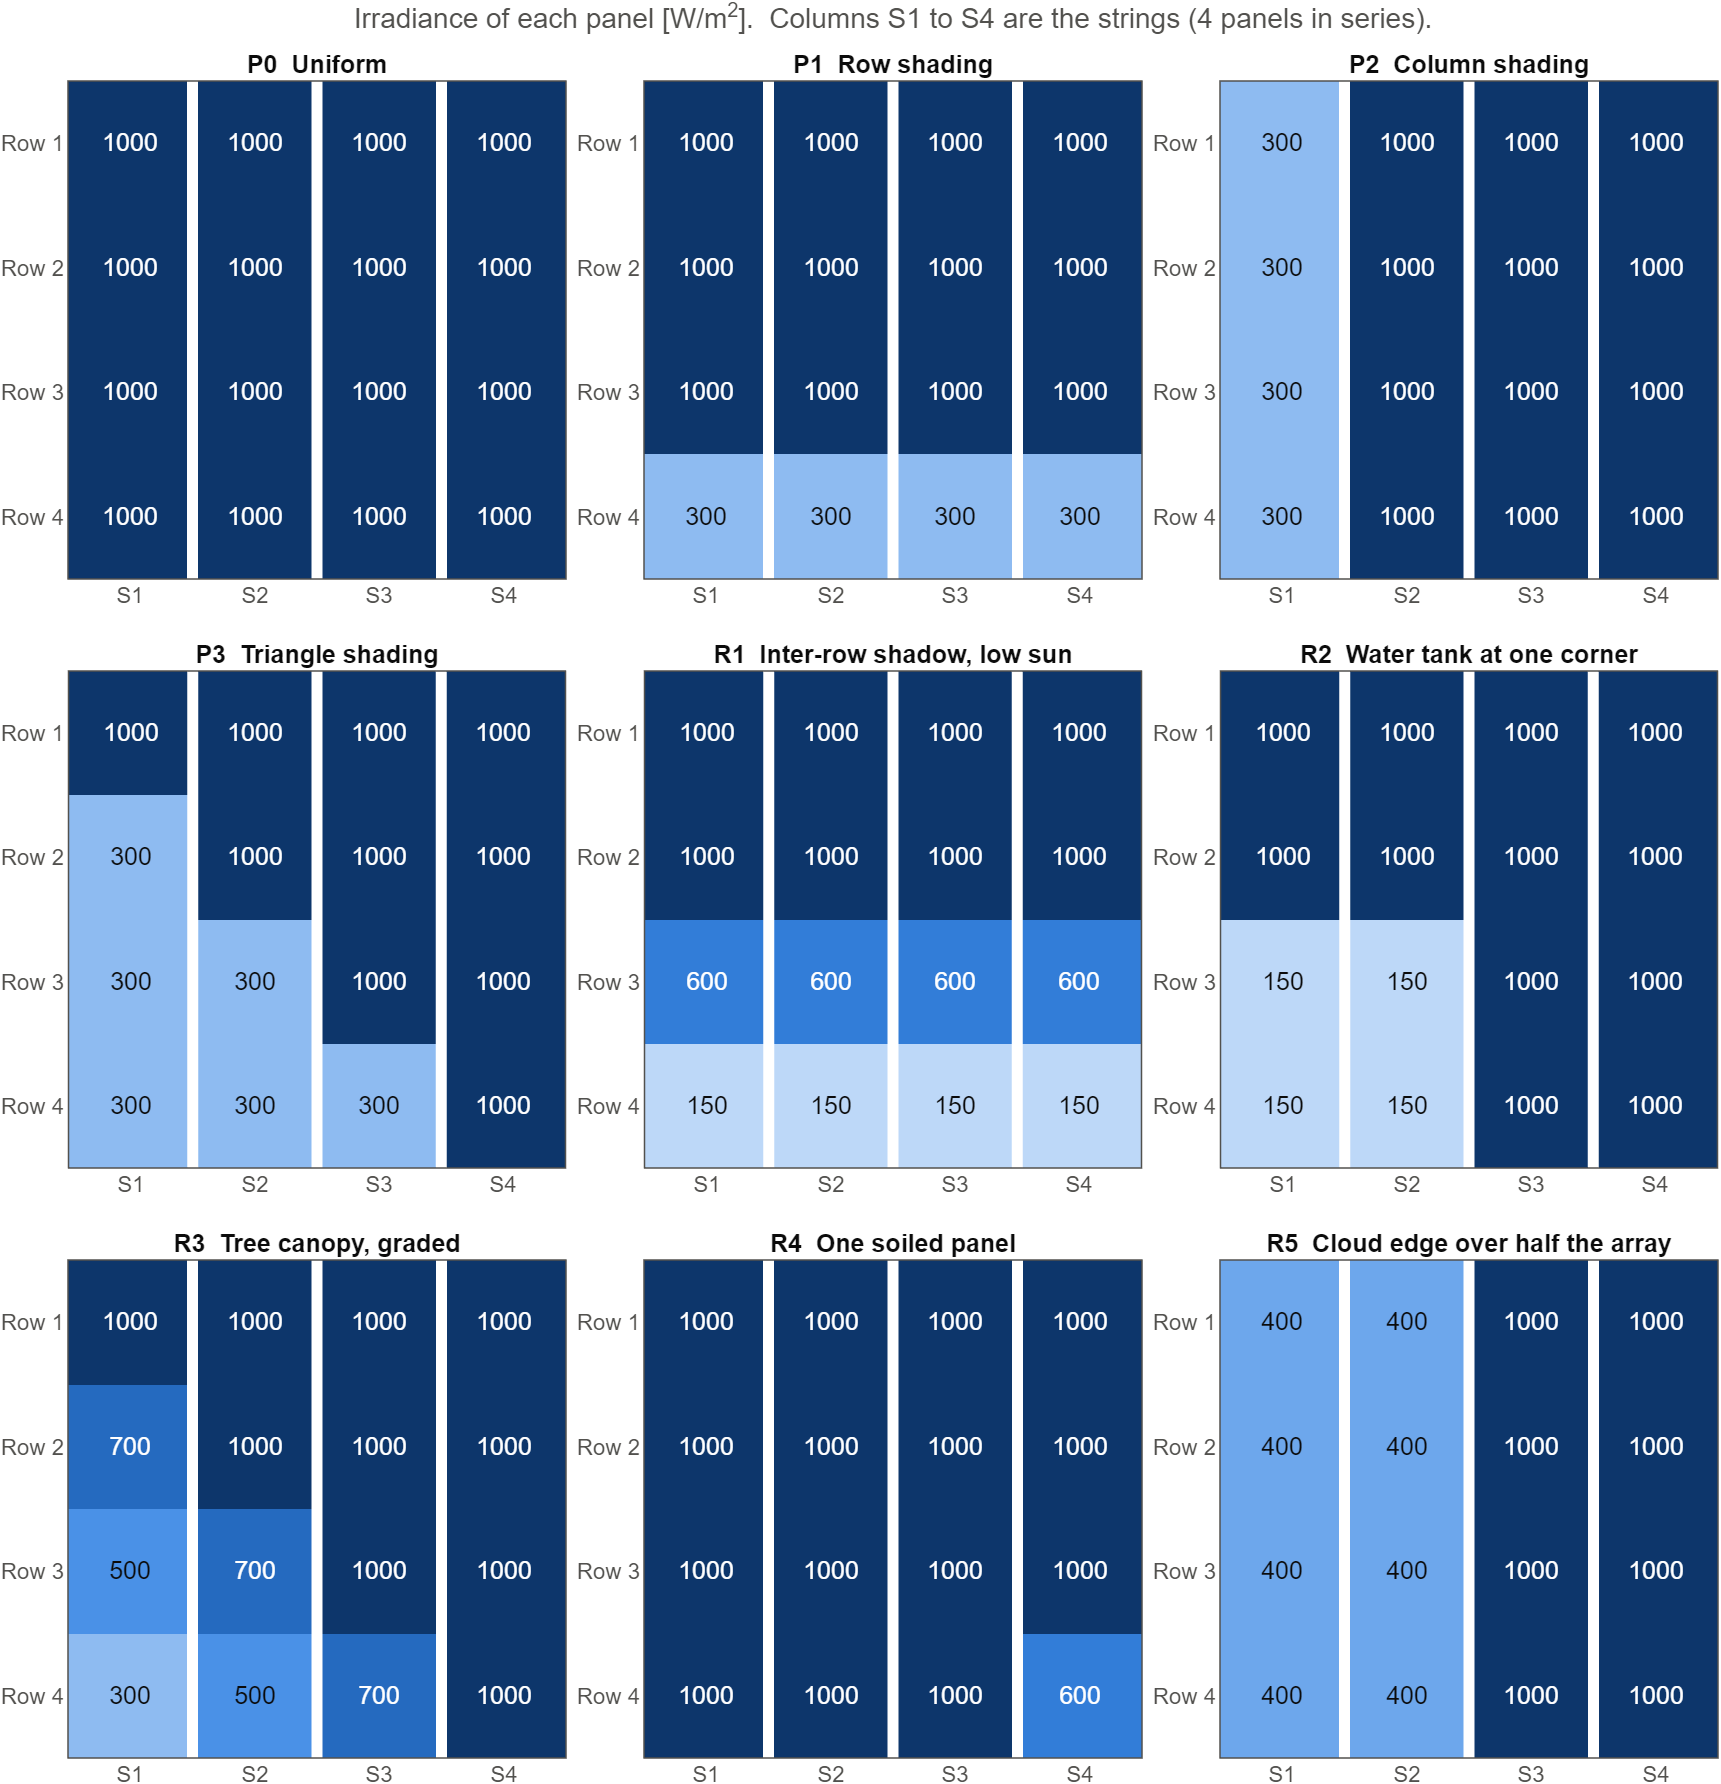 Irradiance of each panel [W/m²].  Columns S1 to S4 are the strings (4 panels in series).
P0  Uniform
Row 1 1000 1000 1000 1000
Row 2 1000 1000 1000 1000
Row 3 1000 1000 1000 1000
Row 4 1000 1000 1000 1000
S1 S2 S3 S4
P1  Row shading
Row 1 1000 1000 1000 1000
Row 2 1000 1000 1000 1000
Row 3 1000 1000 1000 1000
Row 4 300 300 300 300
S1 S2 S3 S4
P2  Column shading
Row 1 300 1000 1000 1000
Row 2 300 1000 1000 1000
Row 3 300 1000 1000 1000
Row 4 300 1000 1000 1000
S1 S2 S3 S4
P3  Triangle shading
Row 1 1000 1000 1000 1000
Row 2 300 1000 1000 1000
Row 3 300 300 1000 1000
Row 4 300 300 300 1000
S1 S2 S3 S4
R1  Inter-row shadow, low sun
Row 1 1000 1000 1000 1000
Row 2 1000 1000 1000 1000
Row 3 600 600 600 600
Row 4 150 150 150 150
S1 S2 S3 S4
R2  Water tank at one corner
Row 1 1000 1000 1000 1000
Row 2 1000 1000 1000 1000
Row 3 150 150 1000 1000
Row 4 150 150 1000 1000
S1 S2 S3 S4
R3  Tree canopy, graded
Row 1 1000 1000 1000 1000
Row 2 700 1000 1000 1000
Row 3 500 700 1000 1000
Row 4 300 500 700 1000
S1 S2 S3 S4
R4  One soiled panel
Row 1 1000 1000 1000 1000
Row 2 1000 1000 1000 1000
Row 3 1000 1000 1000 1000
Row 4 1000 1000 1000 600
S1 S2 S3 S4
R5  Cloud edge over half the array
Row 1 400 400 1000 1000
Row 2 400 400 1000 1000
Row 3 400 400 1000 1000
Row 4 400 400 1000 1000
S1 S2 S3 S4